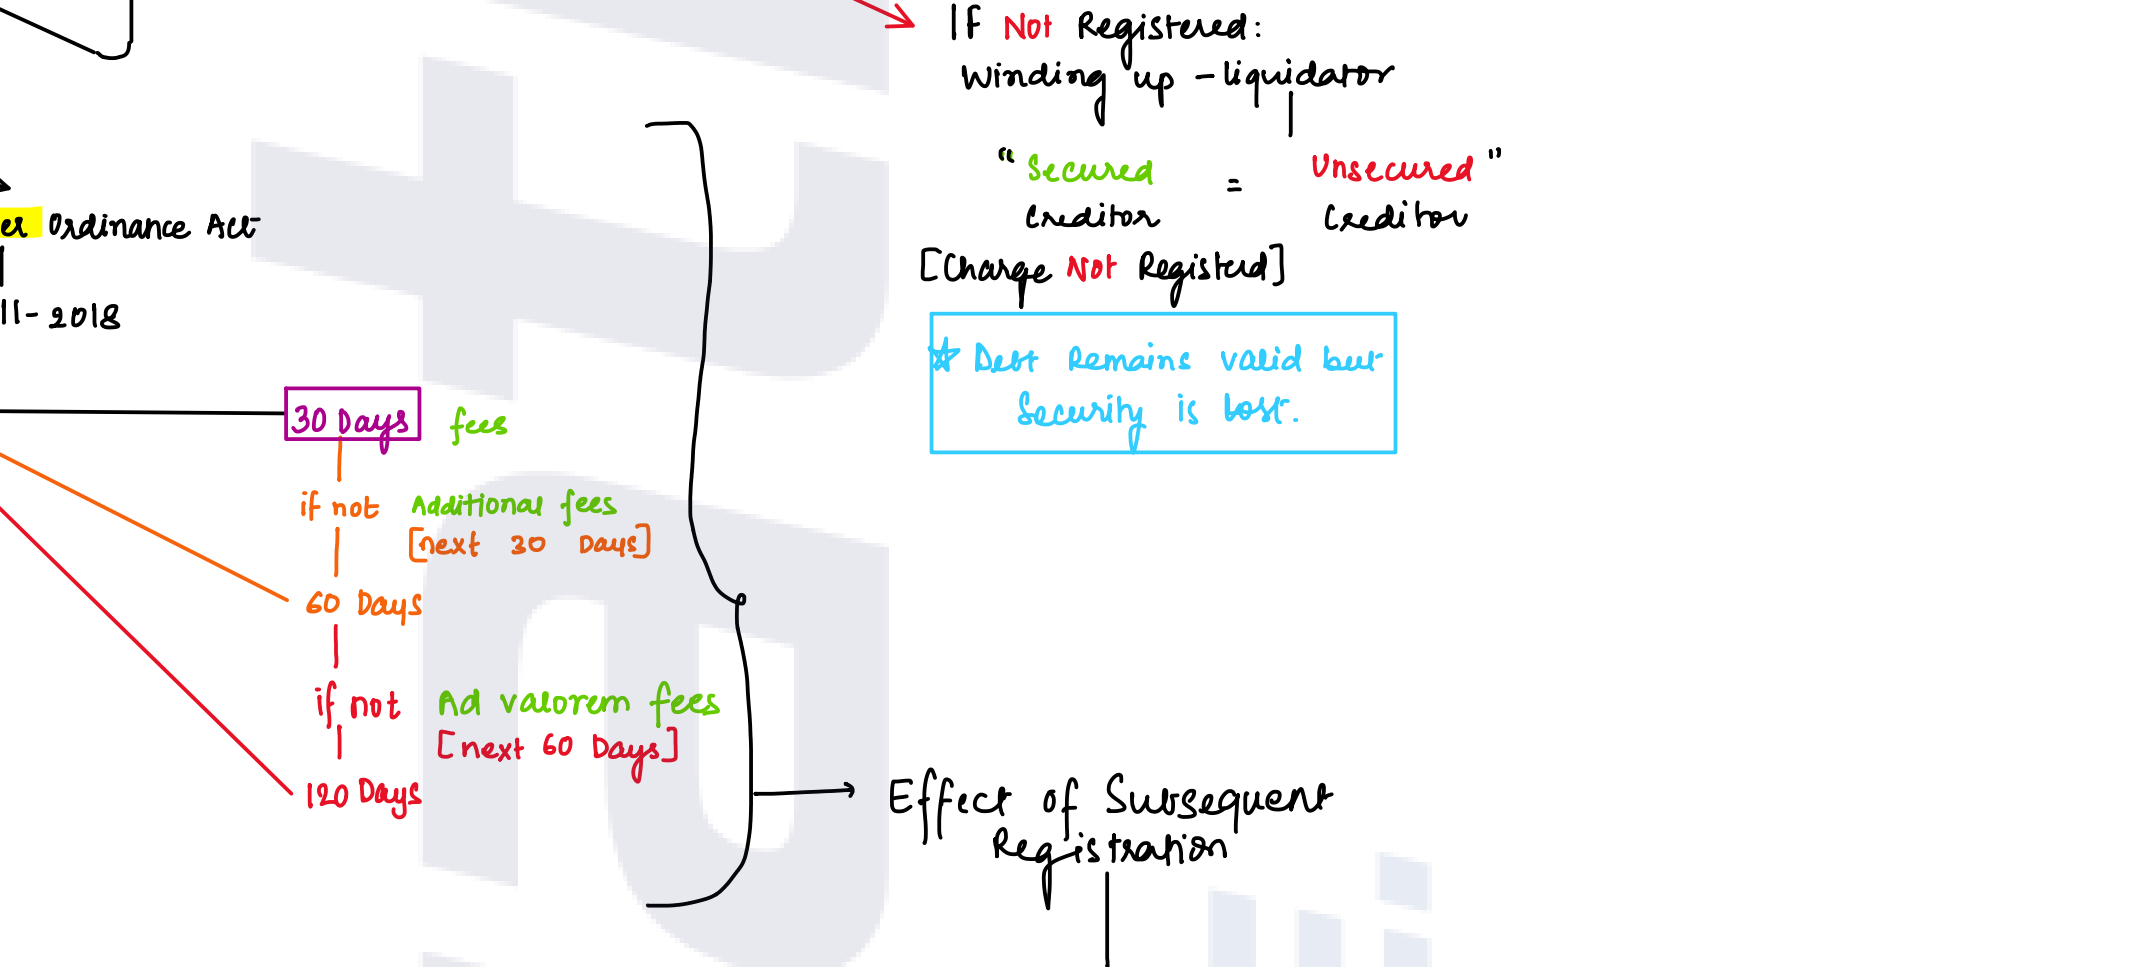 IF Not Registered:
Winding up - liquidator
" Secured = Unsecured "
Creditor Creditor
[Charge Not Registerd]
☆ Debt Remains valid but
Security is lost.
er Ordinance Act
11-2018
30 Days fees
if not Additional fees
[next 30 Days]
60 Days
if not Ad valorem fees
[next 60 Days]
120 Days
Effect of Subsequent
Registration